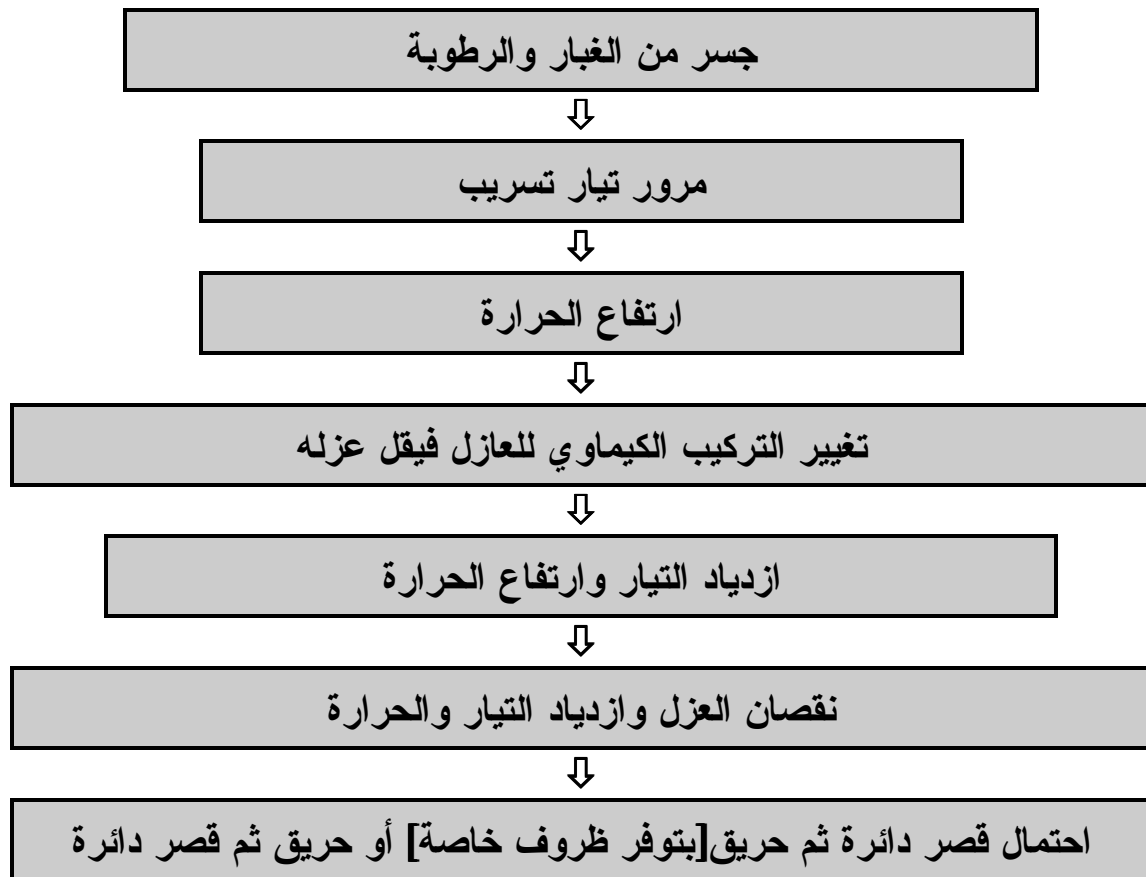 جسر من الغبار والرطوبة
مرور تيار تسريب
ارتفاع الحرارة
تغيير التركيب الكيماوي للعازل فيقل عزله
ازدياد التيار وارتفاع الحرارة
نقصان العزل وازدياد التيار والحرارة
احتمال قصر دائرة ثم حريق[بتوفر ظروف خاصة] أو حريق ثم قصر دائرة